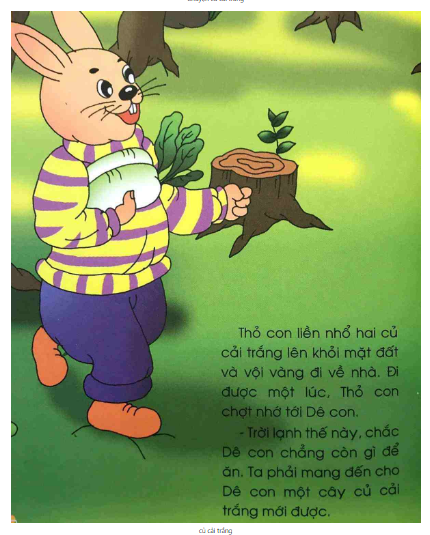 Thỏ con liền nhổ hai củ
cải trắng lên khỏi mặt đất
và vội vàng đi về nhà. Đi
được một lúc, Thỏ con
chợt nhớ tới Dê con.
- Trời lạnh thế này, chắc
Dê con chẳng còn gì để
ăn. Ta phải mang đến cho
Dê con một cây củ cải
trắng mới được.
củ cải trắng